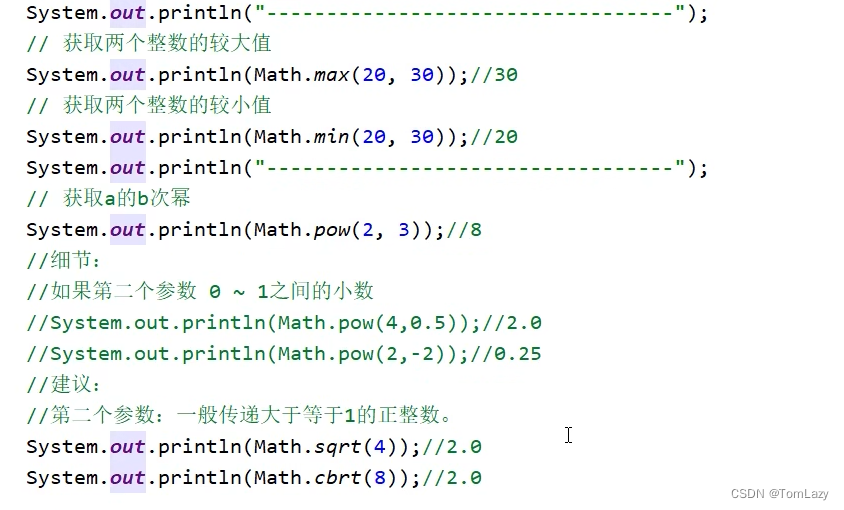 System.out.println("----------------------------------");
// 获取两个整数的较大值
System.out.println(Math.max(20, 30));//30
// 获取两个整数的较小值
System.out.println(Math.min(20, 30));//20
System.out.println("----------------------------------");
// 获取a的b次幂
System.out.println(Math.pow(2, 3));//8
//细节：
//如果第二个参数 0 ~ 1之间的小数
//System.out.println(Math.pow(4,0.5));//2.0
//System.out.println(Math.pow(2,-2));//0.25
//建议：
//第二个参数：一般传递大于等于1的正整数。
System.out.println(Math.sqrt(4));//2.0
System.out.println(Math.cbrt(8));//2.0
CSDN @TomLazy